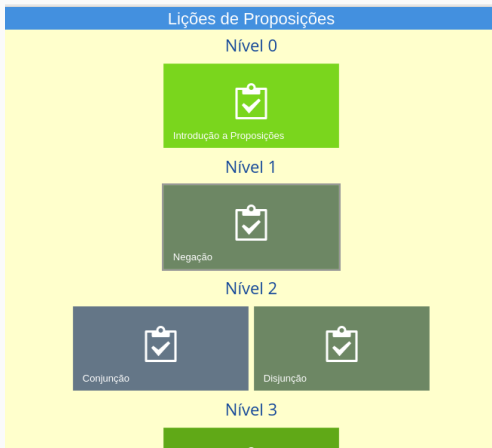 Lições de Proposições
Nível 0
Introdução a Proposições
Nível 1
Negação
Nível 2
Conjunção
Disjunção
Nível 3